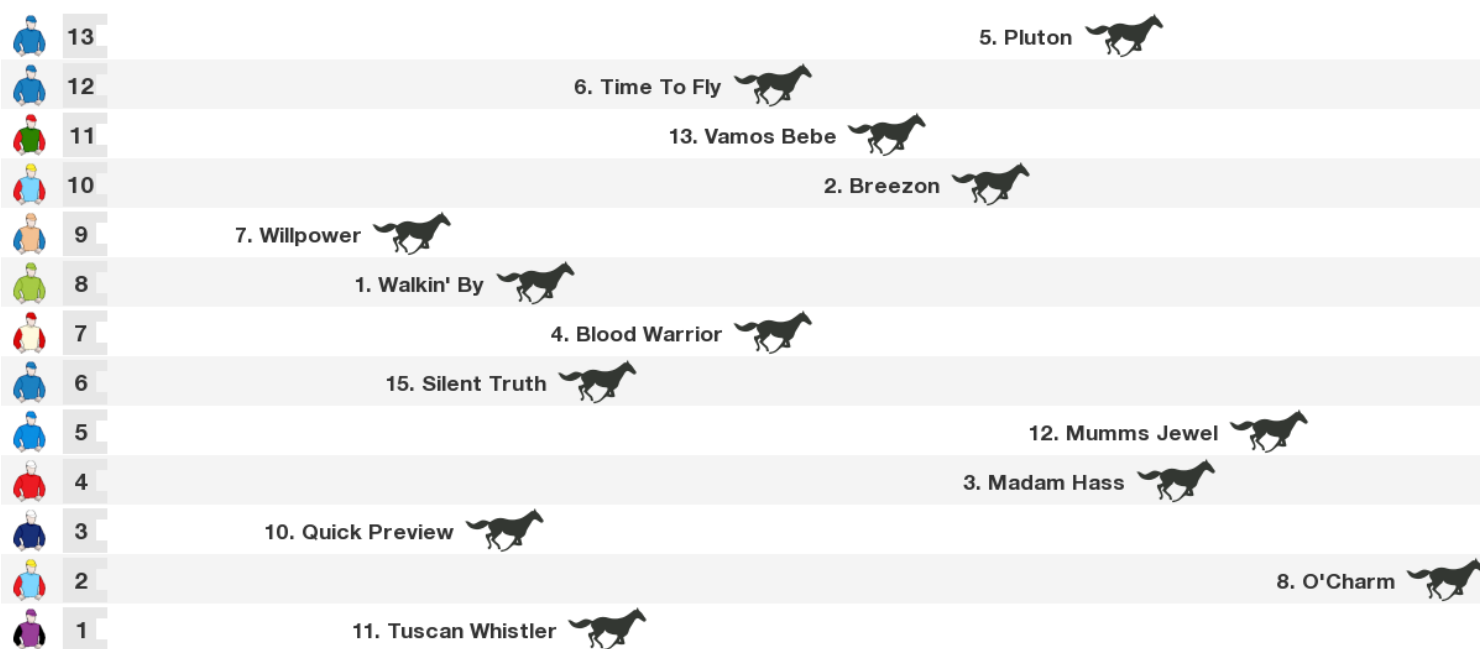 13 5. Pluton
12 6. Time To Fly
11 13. Vamos Bebe
10 2. Breezon
9 7. Willpower
8 1. Walkin' By
7 4. Blood Warrior
6 15. Silent Truth
5 12. Mumms Jewel
4 3. Madam Hass
3 10. Quick Preview
2 8. O'Charm
1 11. Tuscan Whistler